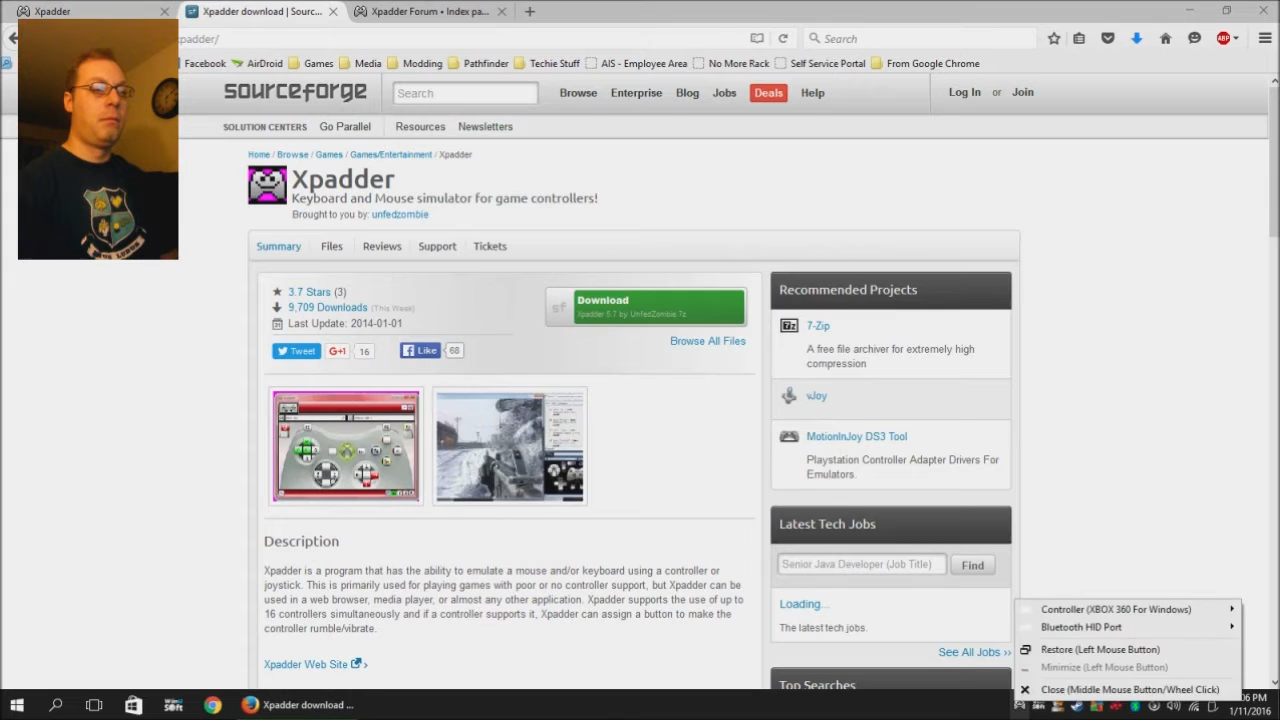 Xpadder
Xpadder download | Sourc...
Xpadder Forum • Index pa...
xpadder/
Search
Facebook
AirDroid
Games
Media
Modding
Pathfinder
Techie Stuff
AIS - Employee Area
No More Rack
Self Service Portal
From Google Chrome
sourceforge
Search
Browse
Enterprise
Blog
Jobs
Deals
Help
Log In or Join
SOLUTION CENTERS
Go Parallel
Resources
Newsletters
Home / Browse / Games / Games/Entertainment / Xpadder
Xpadder
Keyboard and Mouse simulator for game controllers!
Brought to you by: unfedzombie
Summary
Files
Reviews
Support
Tickets
3.7 Stars (3)
9,709 Downloads (This Week)
Last Update: 2014-01-01
Tweet
G+1
16
Like
68
sf
Download
Xpadder 5.7 by UnfedZombie.7z
Browse All Files
Description
Xpadder is a program that has the ability to emulate a mouse and/or keyboard using a controller or
joystick. This is primarily used for playing games with poor or no controller support, but Xpadder can be
used in a web browser, media player, or almost any other application. Xpadder supports the use of up to
16 controllers simultaneously and if a controller supports it, Xpadder can assign a button to make the
controller rumble/vibrate.
Xpadder Web Site
Recommended Projects
7-Zip
A free file archiver for extremely high
compression
vJoy
MotionInJoy DS3 Tool
Playstation Controller Adapter Drivers For
Emulators.
Latest Tech Jobs
Senior Java Developer (Job Title)
Find
Loading...
The latest tech jobs.
See All Jobs
Top Searches
Controller (XBOX 360 For Windows)
Bluetooth HID Port
Restore (Left Mouse Button)
Minimize (Left Mouse Button)
Close (Middle Mouse Button/Wheel Click)
Xpadder download ...
06 PM
1/11/2016